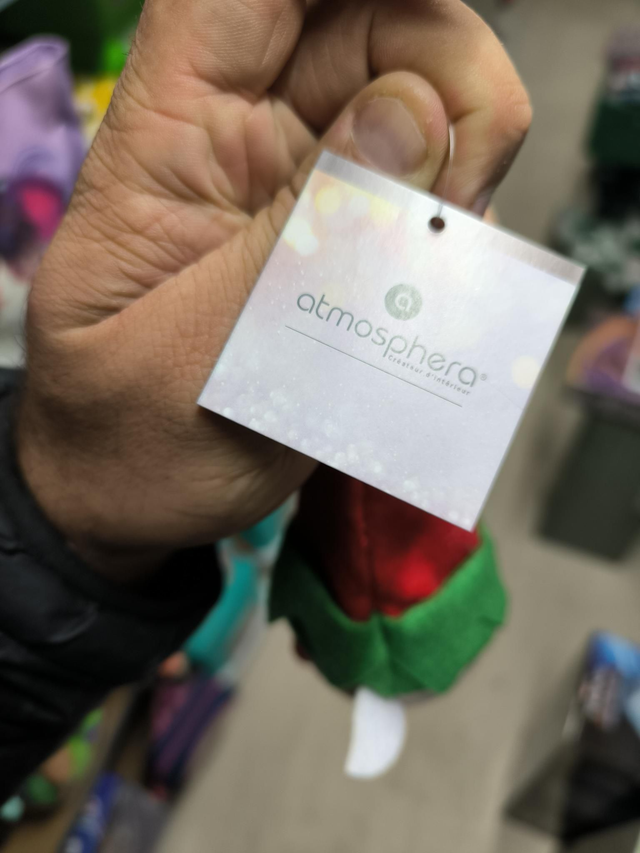 a
atmosphera®
Créateur d'intérieur